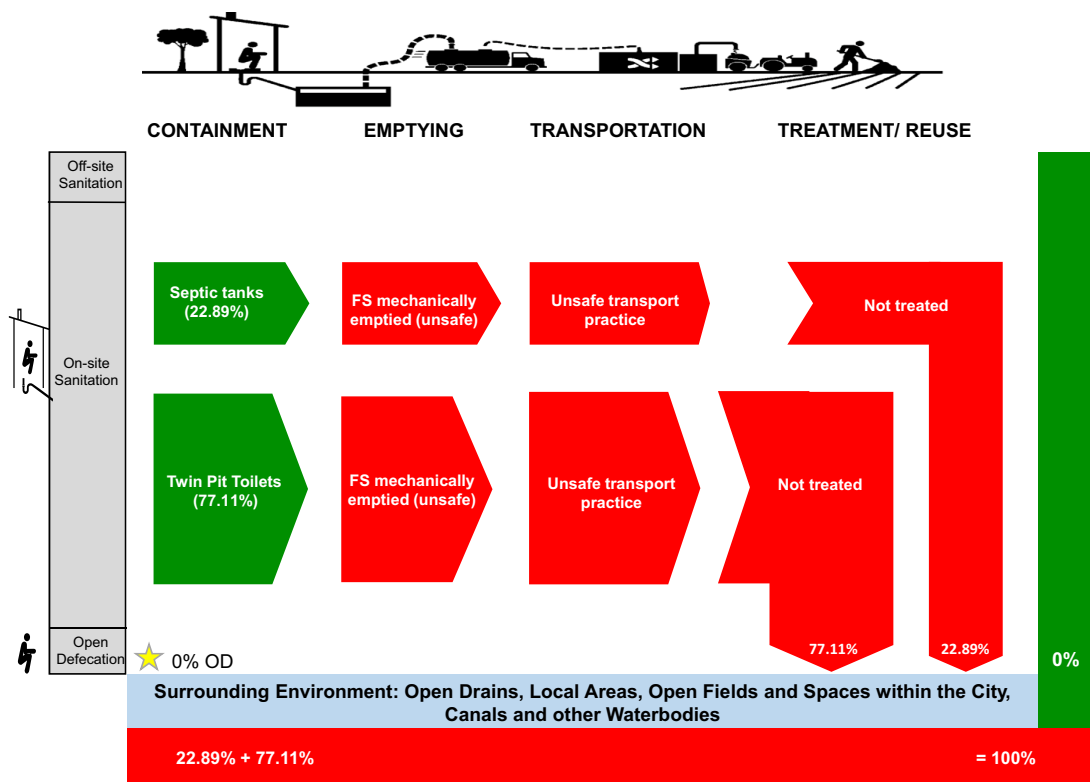 CONTAINMENT EMPTYING TRANSPORTATION TREATMENT/ REUSE
Off-site
Sanitation
Septic tanks
(22.89%)
FS mechanically
emptied (unsafe)
Unsafe transport
practice
Not treated
On-site
Sanitation
Twin Pit Toilets
(77.11%)
FS mechanically
emptied (unsafe)
Unsafe transport
practice
Not treated
Open
Defecation
0% OD
77.11%
22.89%
0%
Surrounding Environment: Open Drains, Local Areas, Open Fields and Spaces within the City,
Canals and other Waterbodies
22.89% + 77.11% = 100%